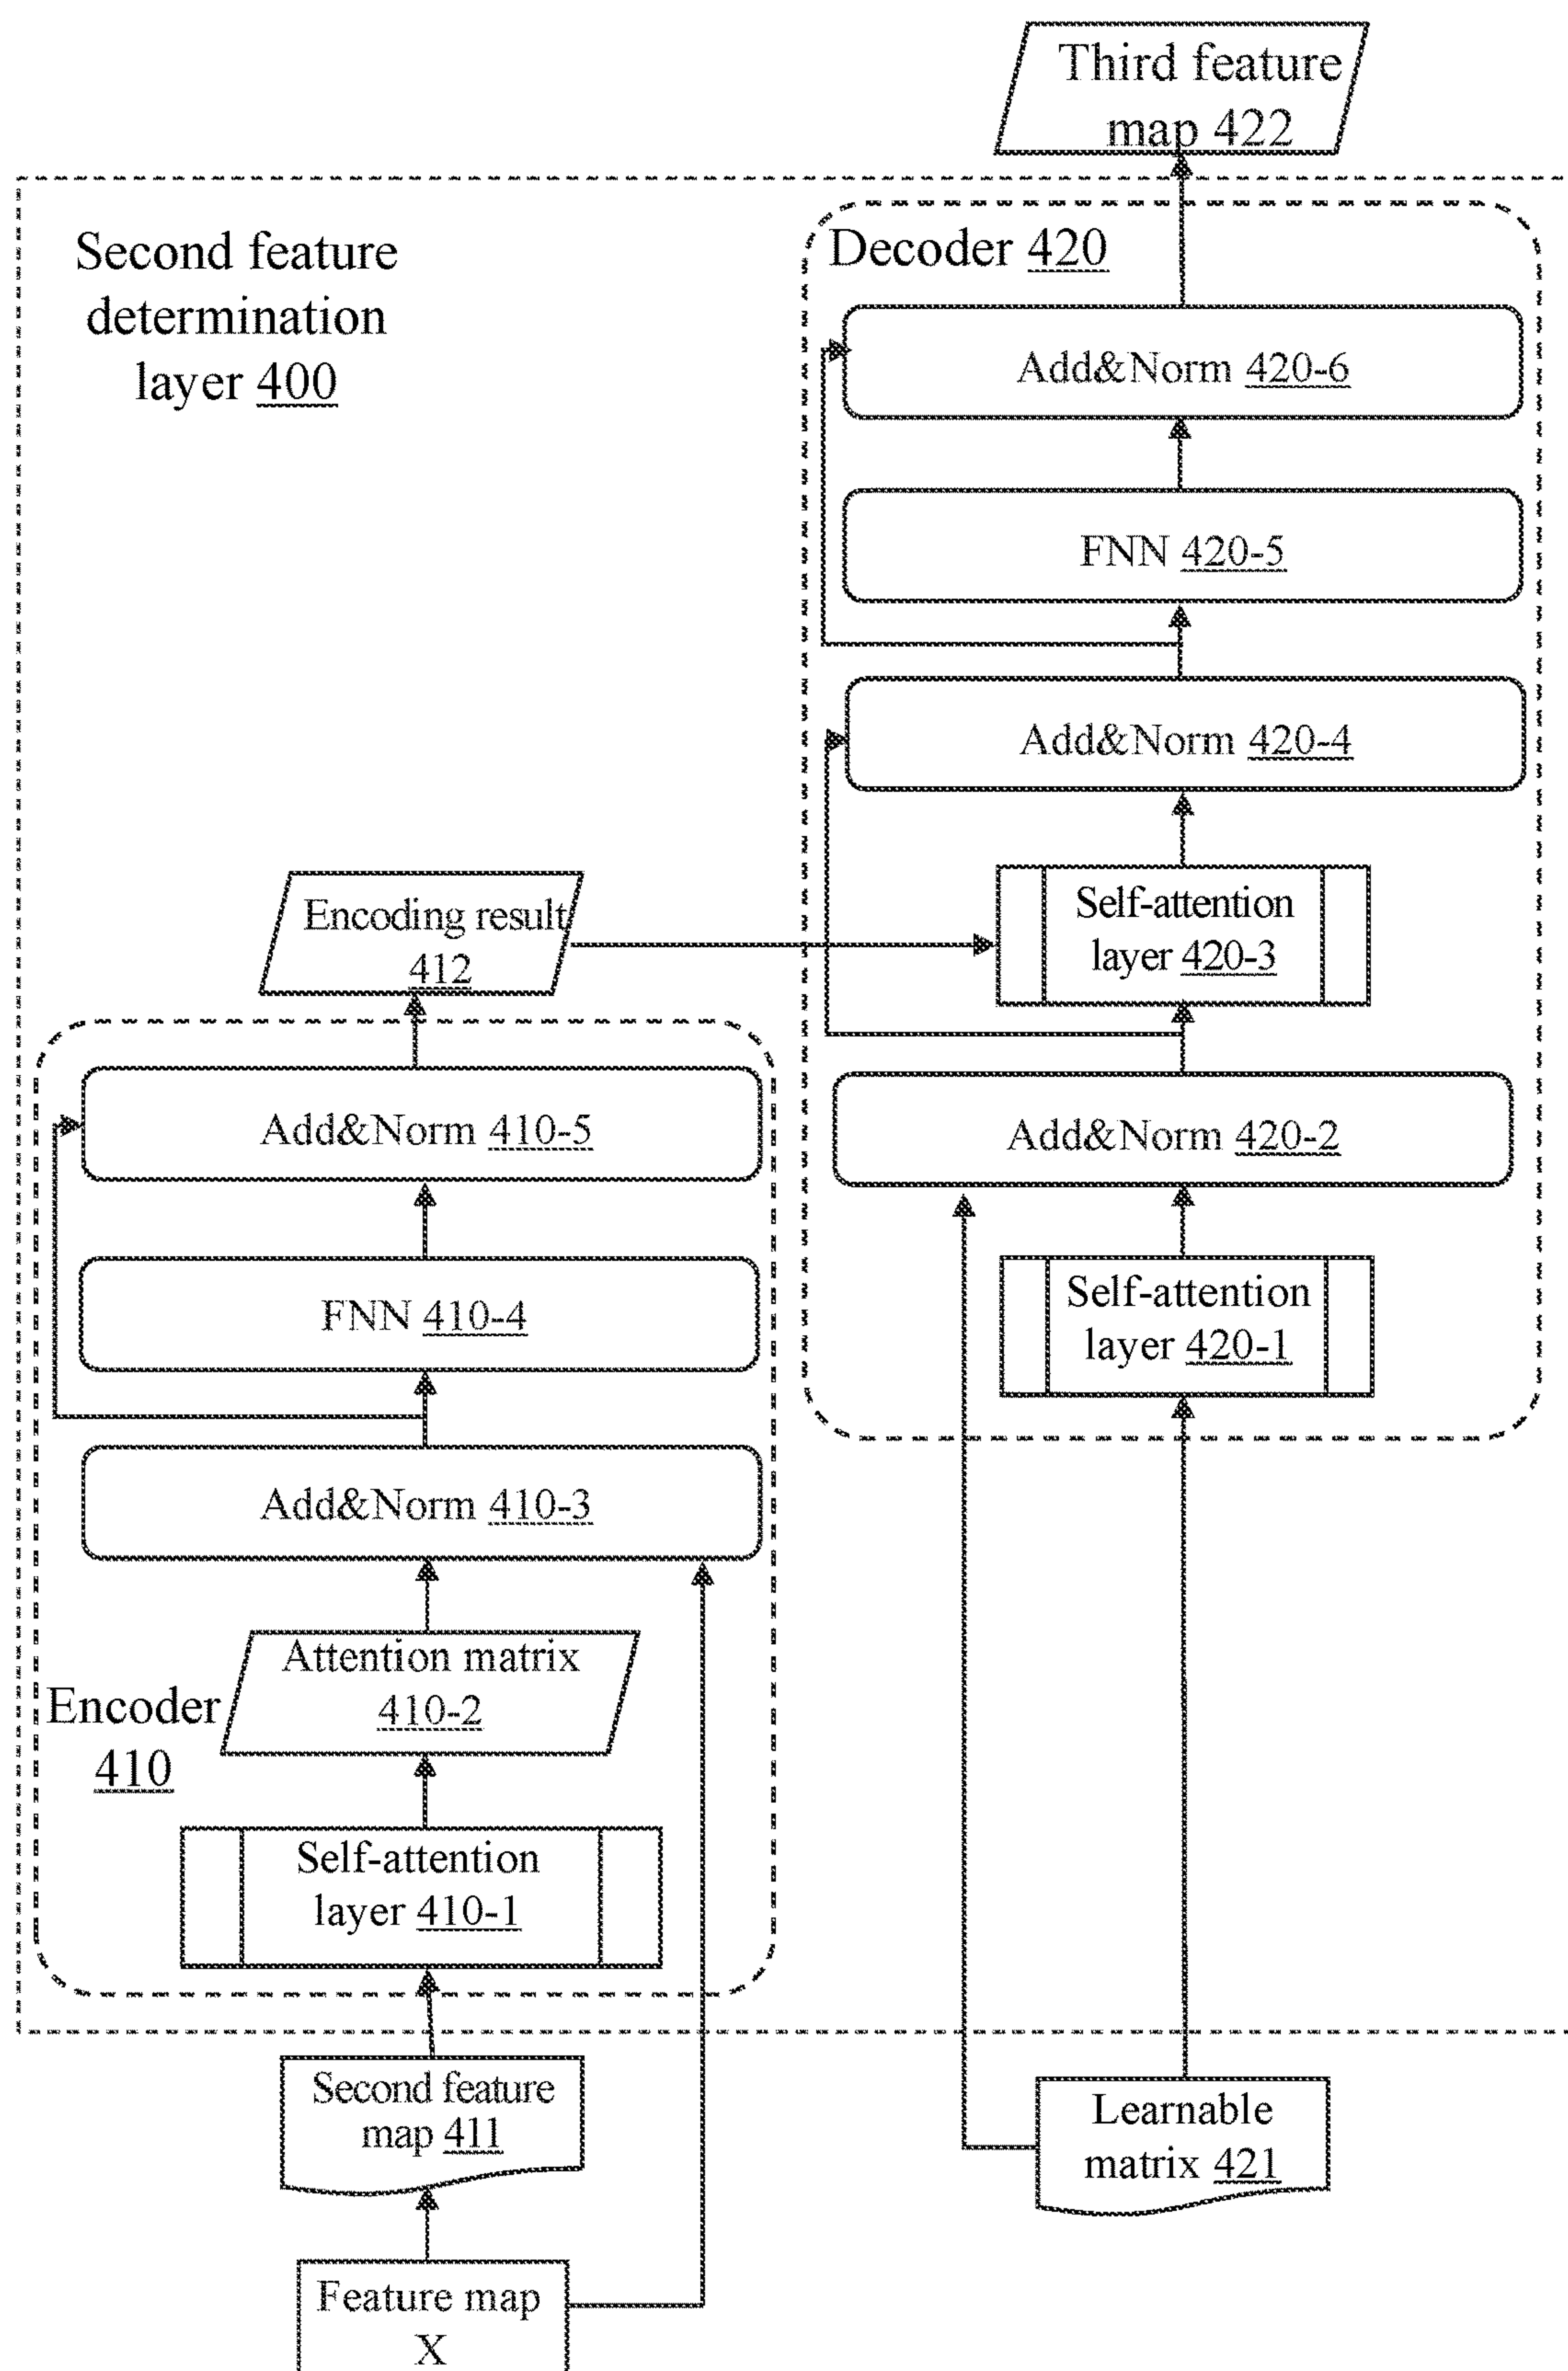 Third feature
map 422
Second feature
determination
layer 400
Decoder 420
Add&Norm 420-6
FNN 420-5
Add&Norm 420-4
Self-attention
layer 420-3
Encoding result
412
Add&Norm 420-2
Add&Norm 410-5
Self-attention
layer 420-1
FNN 410-4
Add&Norm 410-3
Attention matrix
410-2
Encoder
410
Self-attention
layer 410-1
Second feature
map 411
Learnable
matrix 421
Feature map
X